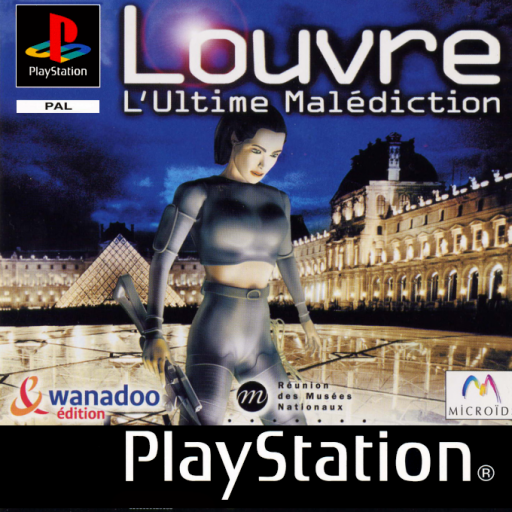 PlayStation
PAL
Louvre
L'Ultime Malédiction
wanadoo
édition
m
Réunion
des Musées
Nationaux
MICROÏD
PlayStation®